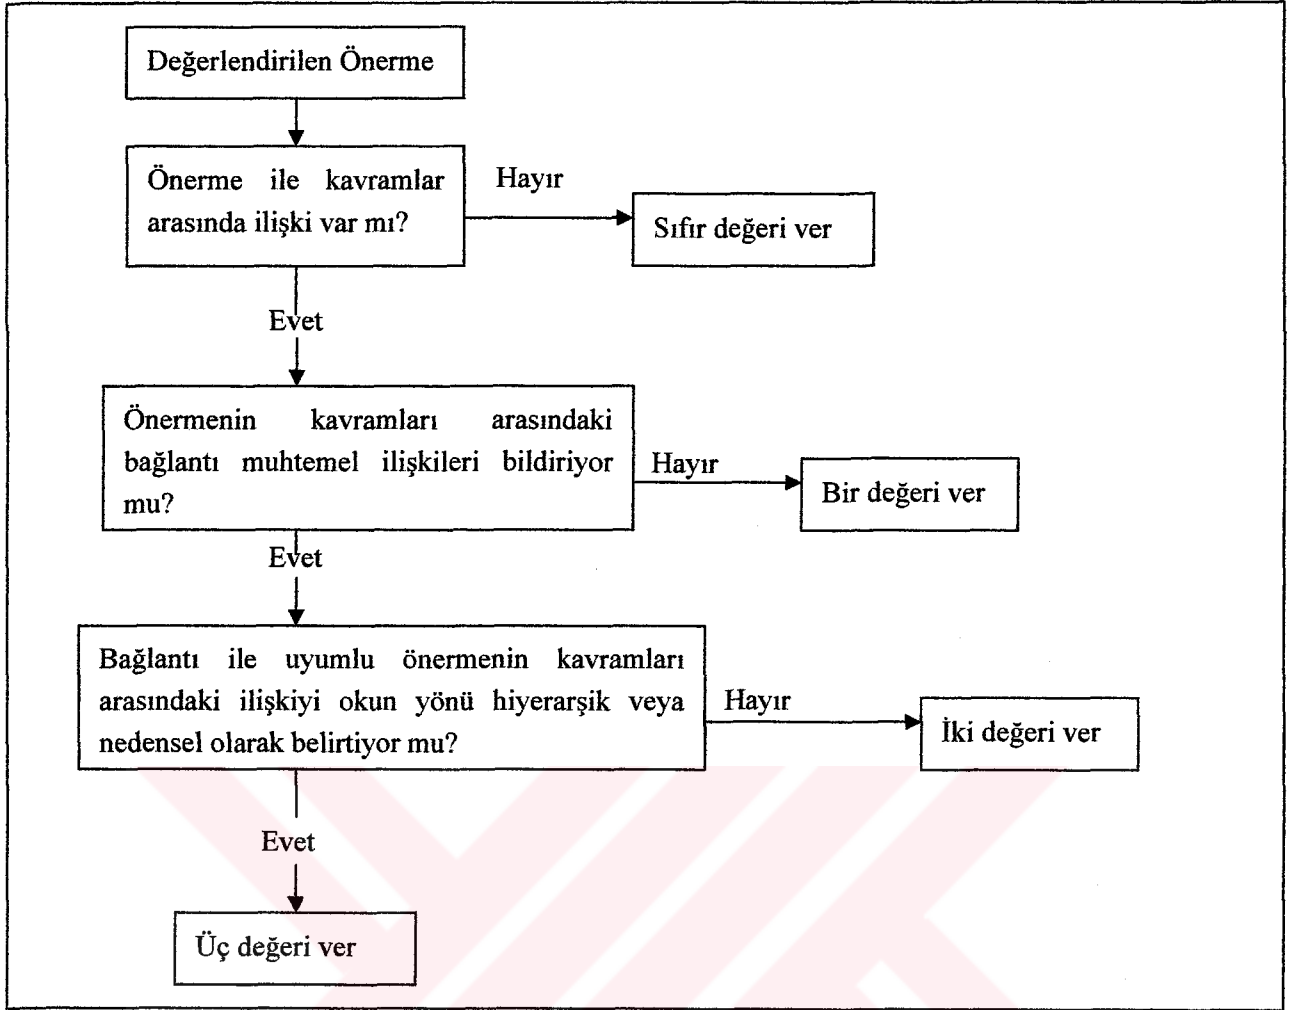 Değerlendirilen Önerme
Önerme ile kavramlar
arasında ilişki var mı?
Hayır
Sıfır değeri ver
Evet
Önermenin kavramları arasındaki
bağlantı muhtemel ilişkileri bildiriyor
mu?
Hayır
Bir değeri ver
Evet
Bağlantı ile uyumlu önermenin kavramları
arasındaki ilişkiyi okun yönü hiyerarşik veya
nedensel olarak belirtiyor mu?
Hayır
İki değeri ver
Evet
Üç değeri ver